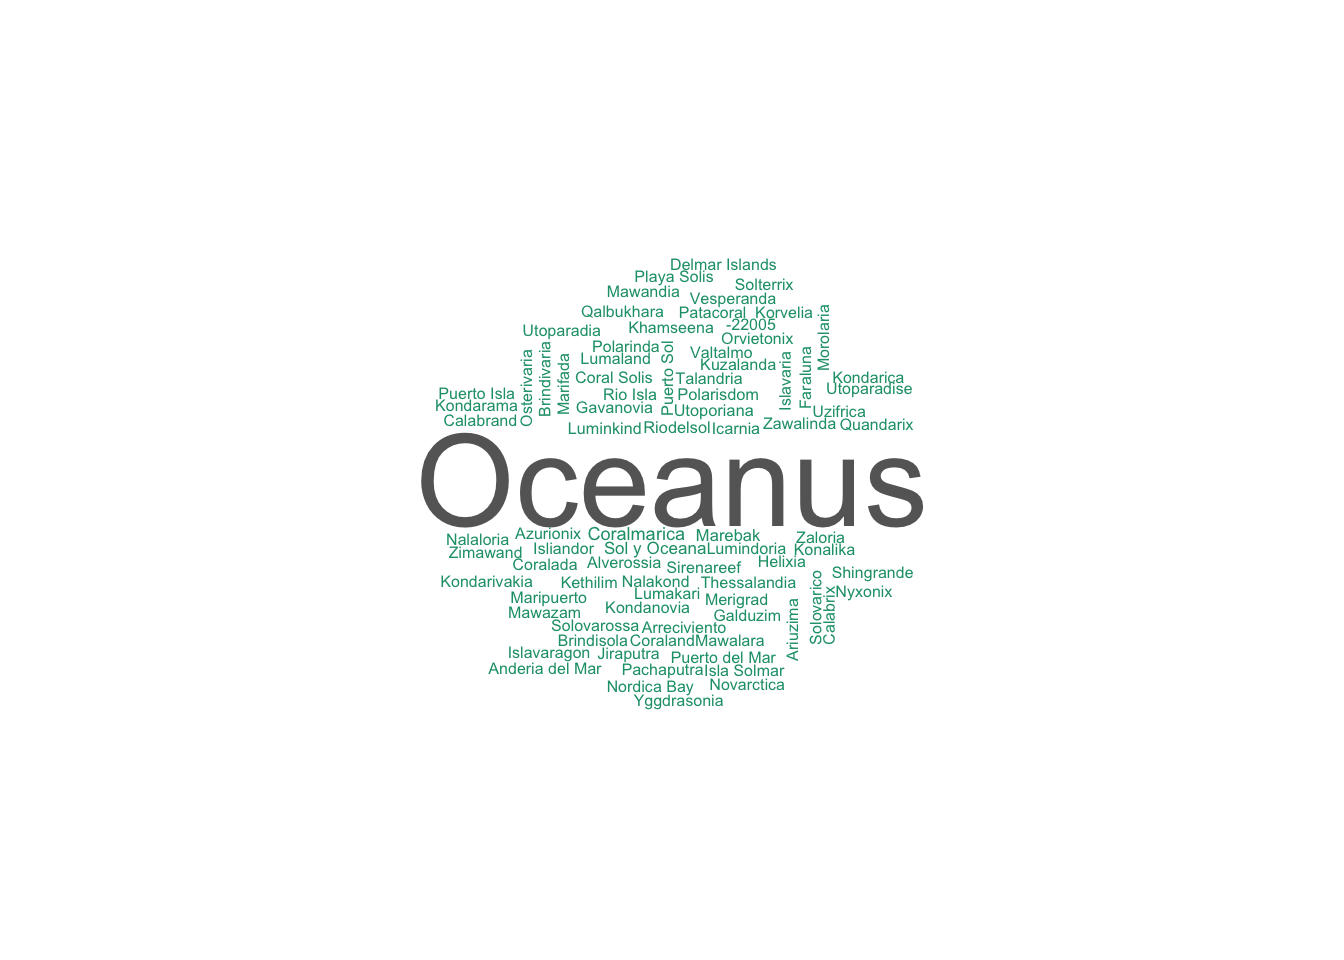 Delmar Islands
Playa Solis
Solterrix
Mawandia
Vesperanda
Qalbukhara
Patacoral
Korvelia
Khamseena
-22005
Utoparadia
Orvietonix
Morolaria
Polarinda
Puerto Sol
Valtalmo
Lumaland
Kuzalanda
Osterivaria
Brindivaria
Marifada
Coral Solis
Talandria
Islavaria
Faraluna
Kondarica
Utoparadise
Puerto Isla
Rio Isla
Polarisdom
Kondarama
Gavanovia
Utoporiana
Uzifrica
Calabrand
Luminkind
Riodelsol
Icarnia
Zawalinda
Quandarix
Oceanus
Nalaloria
Azurionix
Coralmarica
Marebak
Zaloria
Zimawand
Isliandor
Sol y Oceana
Lumindoria
Konalika
Coralada
Alverossia
Sirenareef
Helixia
Shingrande
Kondarivakia
Kethilim
Nalakond
Thessalandia
Nyxonix
Maripuerto
Lumakari
Merigrad
Solovarico
Calabrix
Mawazam
Kondanovia
Galduzim
Ariuzima
Solovarossa
Arreciviento
Brindisola
Coraland
Mawalara
Islavaragon
Jiraputra
Puerto del Mar
Anderia del Mar
Pachaputra
Isla Solmar
Nordica Bay
Novarctica
Yggdrasonia